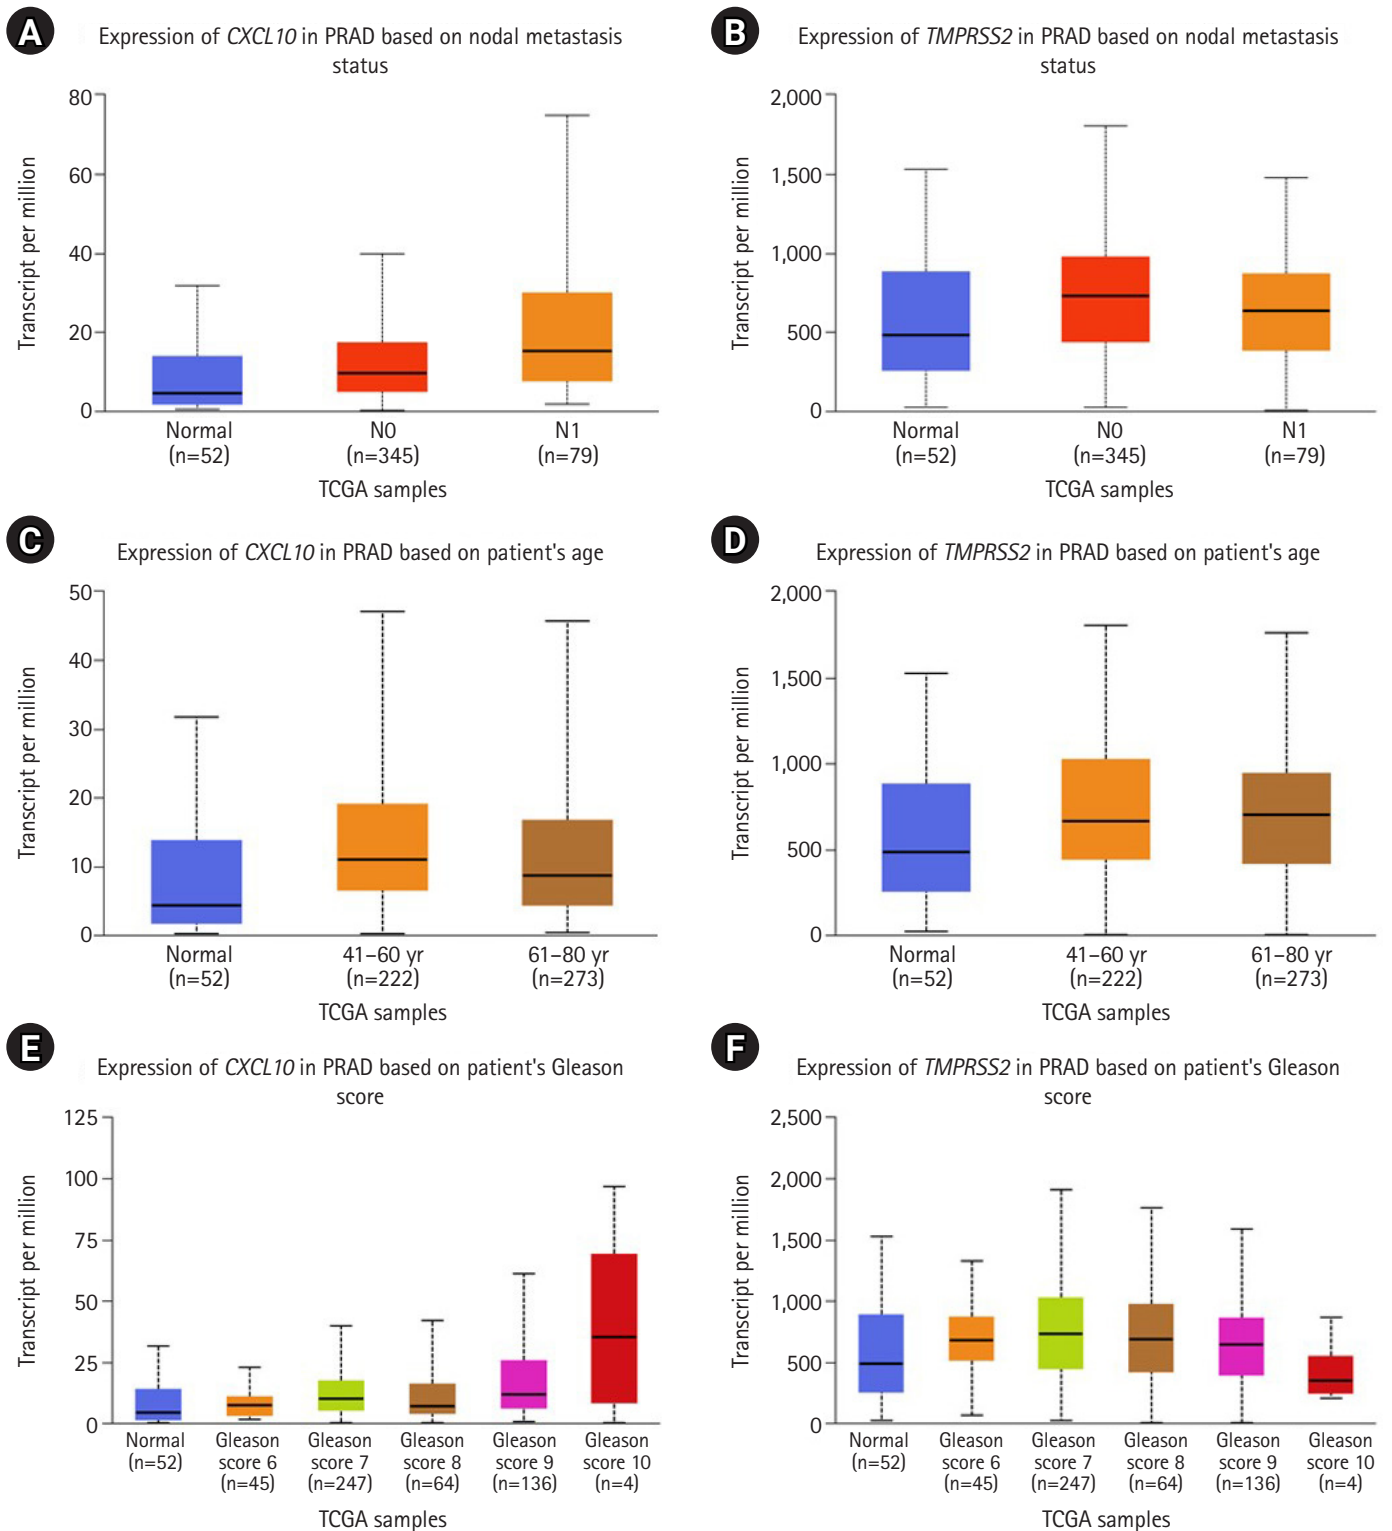 A
Expression of CXCL10 in PRAD based on nodal metastasis
status
Transcript per million
80
60
40
20
0
Normal
(n=52)
N0
(n=345)
N1
(n=79)
TCGA samples
B
Expression of TMPRSS2 in PRAD based on nodal metastasis
status
Transcript per million
2,000
1,500
1,000
500
0
Normal
(n=52)
N0
(n=345)
N1
(n=79)
TCGA samples
C
Expression of CXCL10 in PRAD based on patient's age
Transcript per million
50
40
30
20
10
0
Normal
(n=52)
41–60 yr
(n=222)
61–80 yr
(n=273)
TCGA samples
D
Expression of TMPRSS2 in PRAD based on patient's age
Transcript per million
2,000
1,500
1,000
500
0
Normal
(n=52)
41–60 yr
(n=222)
61–80 yr
(n=273)
TCGA samples
E
Expression of CXCL10 in PRAD based on patient's Gleason
score
Transcript per million
125
100
75
50
25
0
Normal
(n=52)
Gleason
score 6
(n=45)
Gleason
score 7
(n=247)
Gleason
score 8
(n=64)
Gleason
score 9
(n=136)
Gleason
score 10
(n=4)
TCGA samples
F
Expression of TMPRSS2 in PRAD based on patient's Gleason
score
Transcript per million
2,500
2,000
1,500
1,000
500
0
Normal
(n=52)
Gleason
score 6
(n=45)
Gleason
score 7
(n=247)
Gleason
score 8
(n=64)
Gleason
score 9
(n=136)
Gleason
score 10
(n=4)
TCGA samples